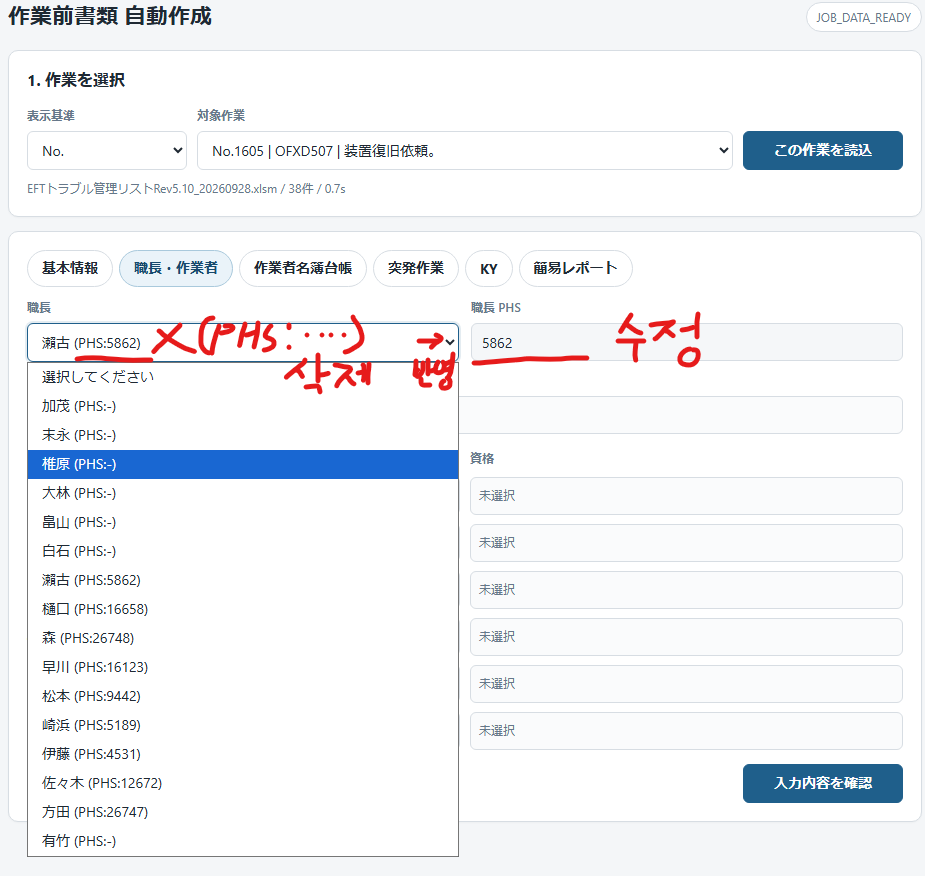 作業前書類 自動作成
JOB_DATA_READY
1. 作業を選択
表示基準
対象作業
No.
No.1605 | OFXD507 | 装置復旧依頼。
この作業を読込
EFTトラブル管理リストRev5.10_20260928.xlsm / 38件 / 0.7s
基本情報
職長・作業者
作業者名簿台帳
突発作業
KY
簡易レポート
職長
職長 PHS
瀬古 (PHS:5862)
X (PHS: ....)
삭제
→
반영
5862
수정
選択してください
加茂 (PHS:-)
末永 (PHS:-)
椎原 (PHS:-)
大林 (PHS:-)
畠山 (PHS:-)
白石 (PHS:-)
瀬古 (PHS:5862)
樋口 (PHS:16658)
森 (PHS:26748)
早川 (PHS:16123)
松本 (PHS:9442)
崎浜 (PHS:5189)
伊藤 (PHS:4531)
佐々木 (PHS:12672)
方田 (PHS:26747)
有竹 (PHS:-)
資格
未選択
未選択
未選択
未選択
未選択
未選択
入力内容を確認